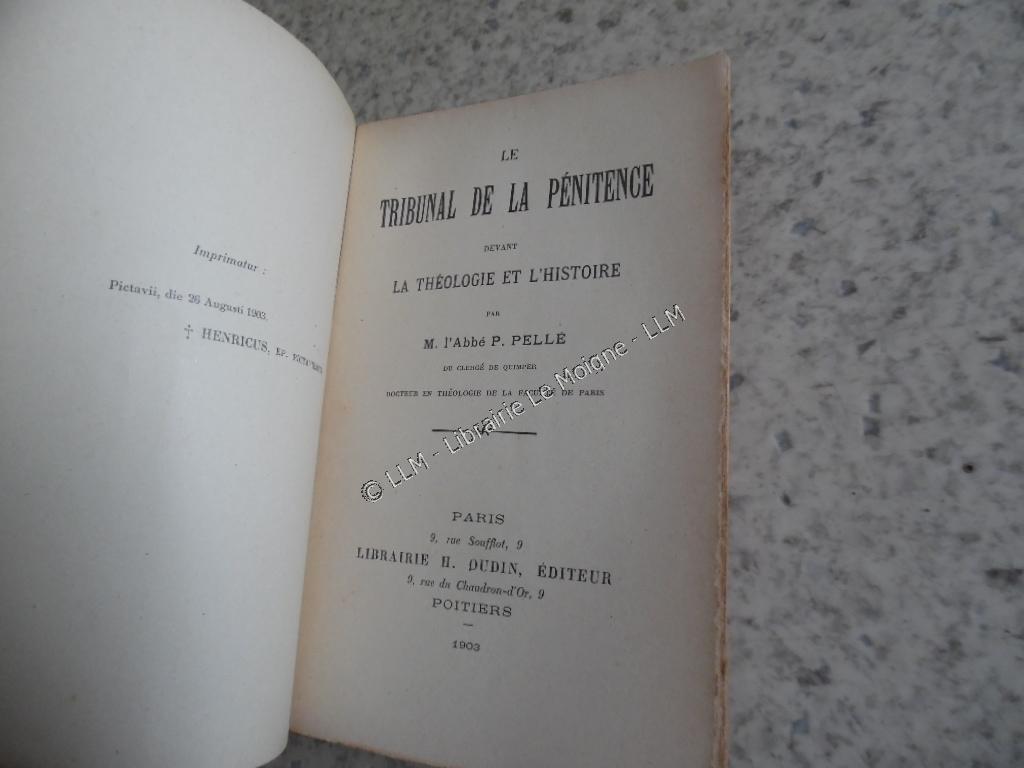 Imprimatur :
Pictavii, die 26 Augusti 1903.
† HENRICUS, EP.
LE
TRIBUNAL DE LA PÉNITENCE
DEVANT
LA THÉOLOGIE ET L'HISTOIRE
PAR
M. l'Abbé P. PELLÉ
DU CLERGÉ DE QUIMPER
DOCTEUR EN THÉOLOGIE DE LA FACULTÉ DE PARIS
© LLM - Librairie Le Moigne - LLM
PARIS
9, rue Soufflot, 9
LIBRAIRIE H. OUDIN, ÉDITEUR
9, rue du Chaudron-d'Or, 9
POITIERS
1903